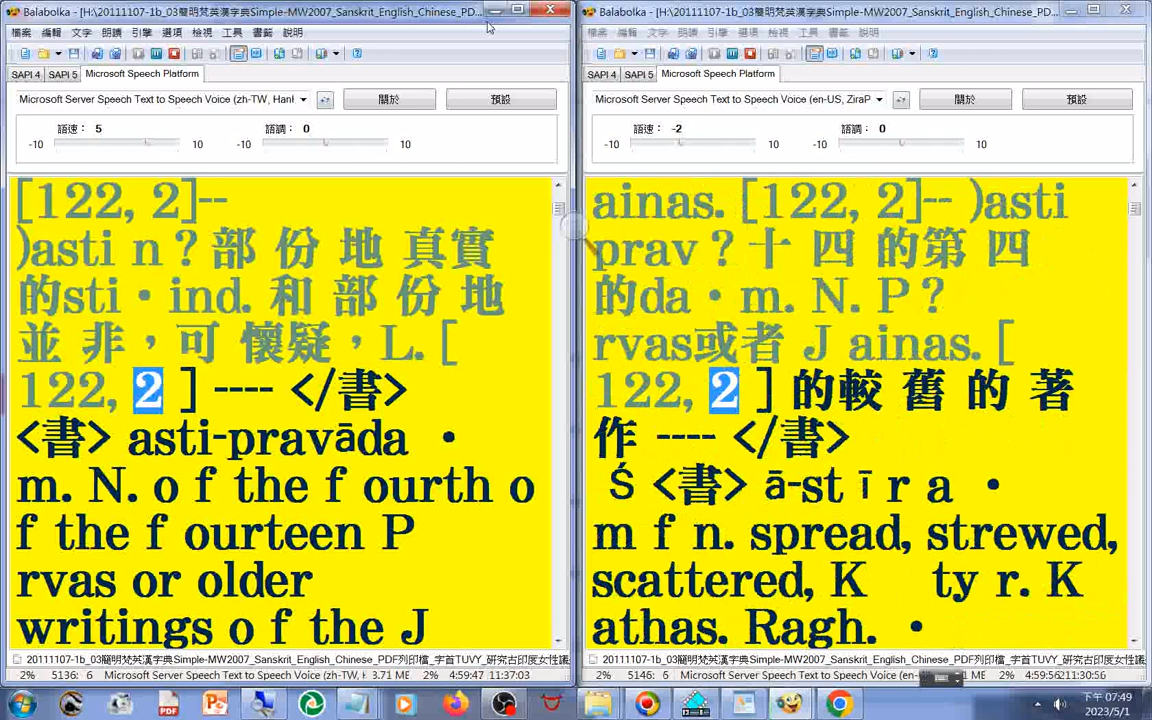 Balabolka - [H:\20111107-1b_03簡明梵英漢字典Simple-MW2007_Sanskrit_English_Chinese_PD...
檔案 編輯 文字 朗讀 引擎 選項 檢視 工具 書籤 說明
SAPI 4 SAPI 5 Microsoft Speech Platform
Microsoft Server Speech Text to Speech Voice (zh-TW, Hanl
關於 預設
語速： 5 語調： 0
-10 10 -10 10
[122, 2]--
)asti n？部 份 地 真實
的sti•ind. 和 部 份 地
並 非，可 懷疑，L. [
122, 2 ] ---- </書>
<書> asti-pravāda •
m. N. o f the f ourth o
f the f ourteen P
rvas or older
writings o f the J
20111107-1b_03簡明梵英漢字典Simple-MW2007_Sanskrit_English_Chinese_PDF列印檔_字首TUVY_研究古印度女性議
2% 5136: 6 Microsoft Server Speech Text to Speech Voice (zh-TW, H 3.71 ME 2% 4:59:47 11:37:03
Balabolka - [H:\20111107-1b_03簡明梵英漢字典Simple-MW2007_Sanskrit_English_Chinese_PD...
檔案 編輯 文字 朗讀 引擎 選項 檢視 工具 書籤 說明
SAPI 4 SAPI 5 Microsoft Speech Platform
Microsoft Server Speech Text to Speech Voice (en-US, ZiraP
關於 預設
語速： -2 語調： 0
-10 10 -10 10
ainas. [122, 2]-- )asti
prav？十 四 的第 四
的da•m. N. P？
rvas或者 J ainas. [
122, 2 ] 的較 舊 的 著
作 ---- </書>
Ś <書> ā-st ī r a •
m f n. spread, strewed,
scattered, K ty r. K
athas. Ragh. •
20111107-1b_03簡明梵英漢字典Simple-MW2007_Sanskrit_English_Chinese_PDF列印檔_字首TUVY_研究古印度女性議
2% 5146: 6 Microsoft Server Speech Text to Speech Voice 2% 4:59:56 11:30:56
下午 07:49
2023/5/1